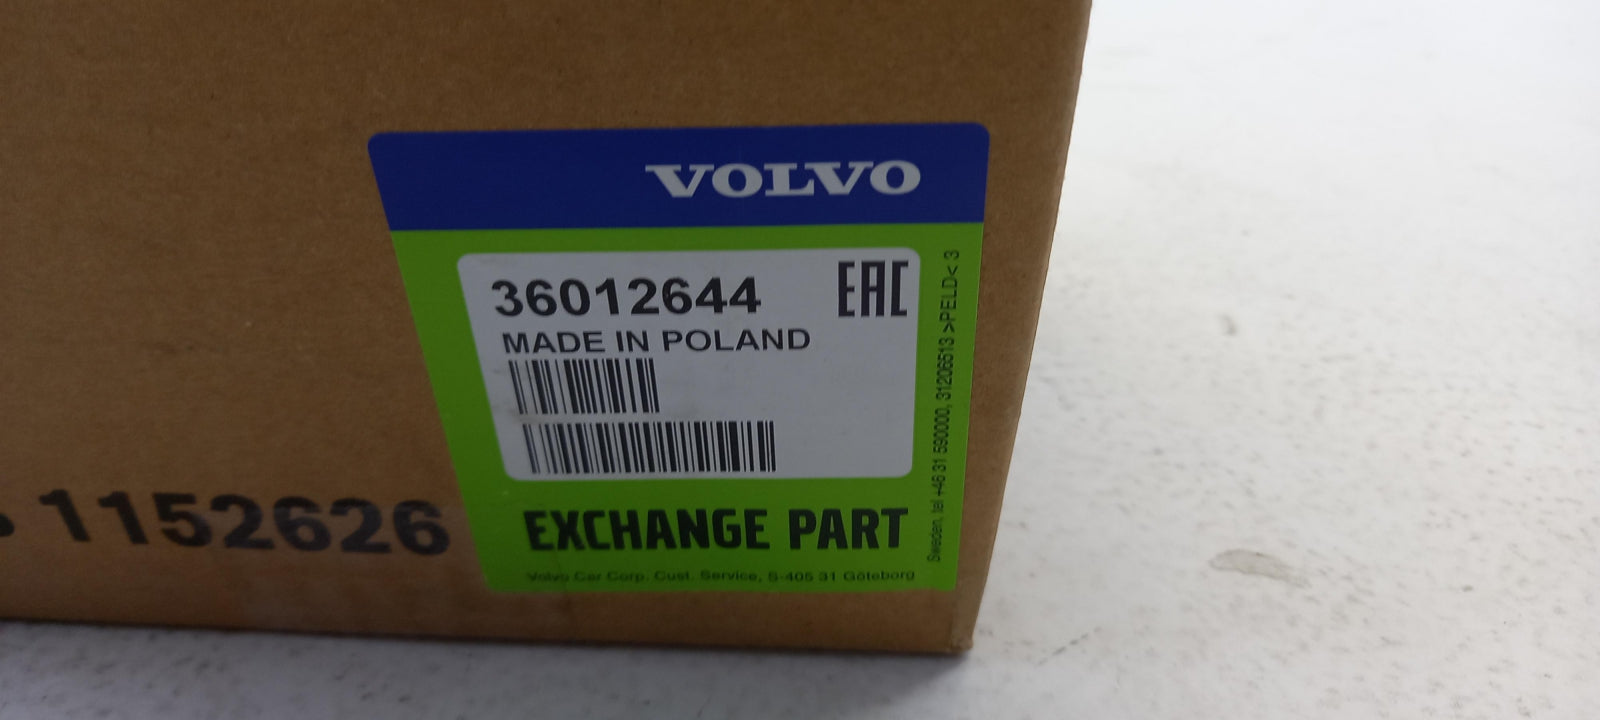 VOLVO
36012644
EAC
MADE IN POLAND
EXCHANGE PART
Volvo Car Corp. Cust. Service, S-405 31 Göteborg
Sweden, tel +46 31 590000, 31206513 >PELD< 3
1152626